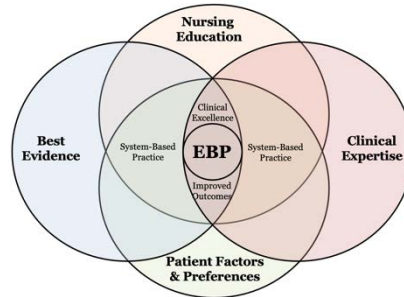 Nursing
Education
Clinical
Excellence
Best
Evidence
System-Based
Practice
EBP
System-Based
Practice
Clinical
Expertise
Improved
Outcomes
Patient Factors
& Preferences